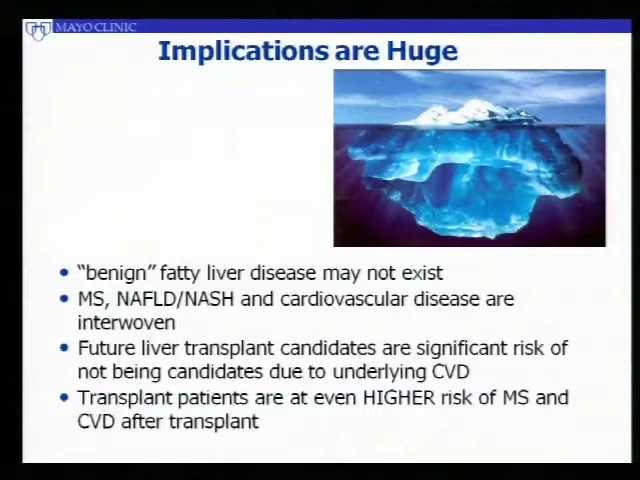 MAYO CLINIC
Implications are Huge
• “benign” fatty liver disease may not exist
• MS, NAFLD/NASH and cardiovascular disease are
interwoven
• Future liver transplant candidates are significant risk of
not being candidates due to underlying CVD
• Transplant patients are at even HIGHER risk of MS and
CVD after transplant